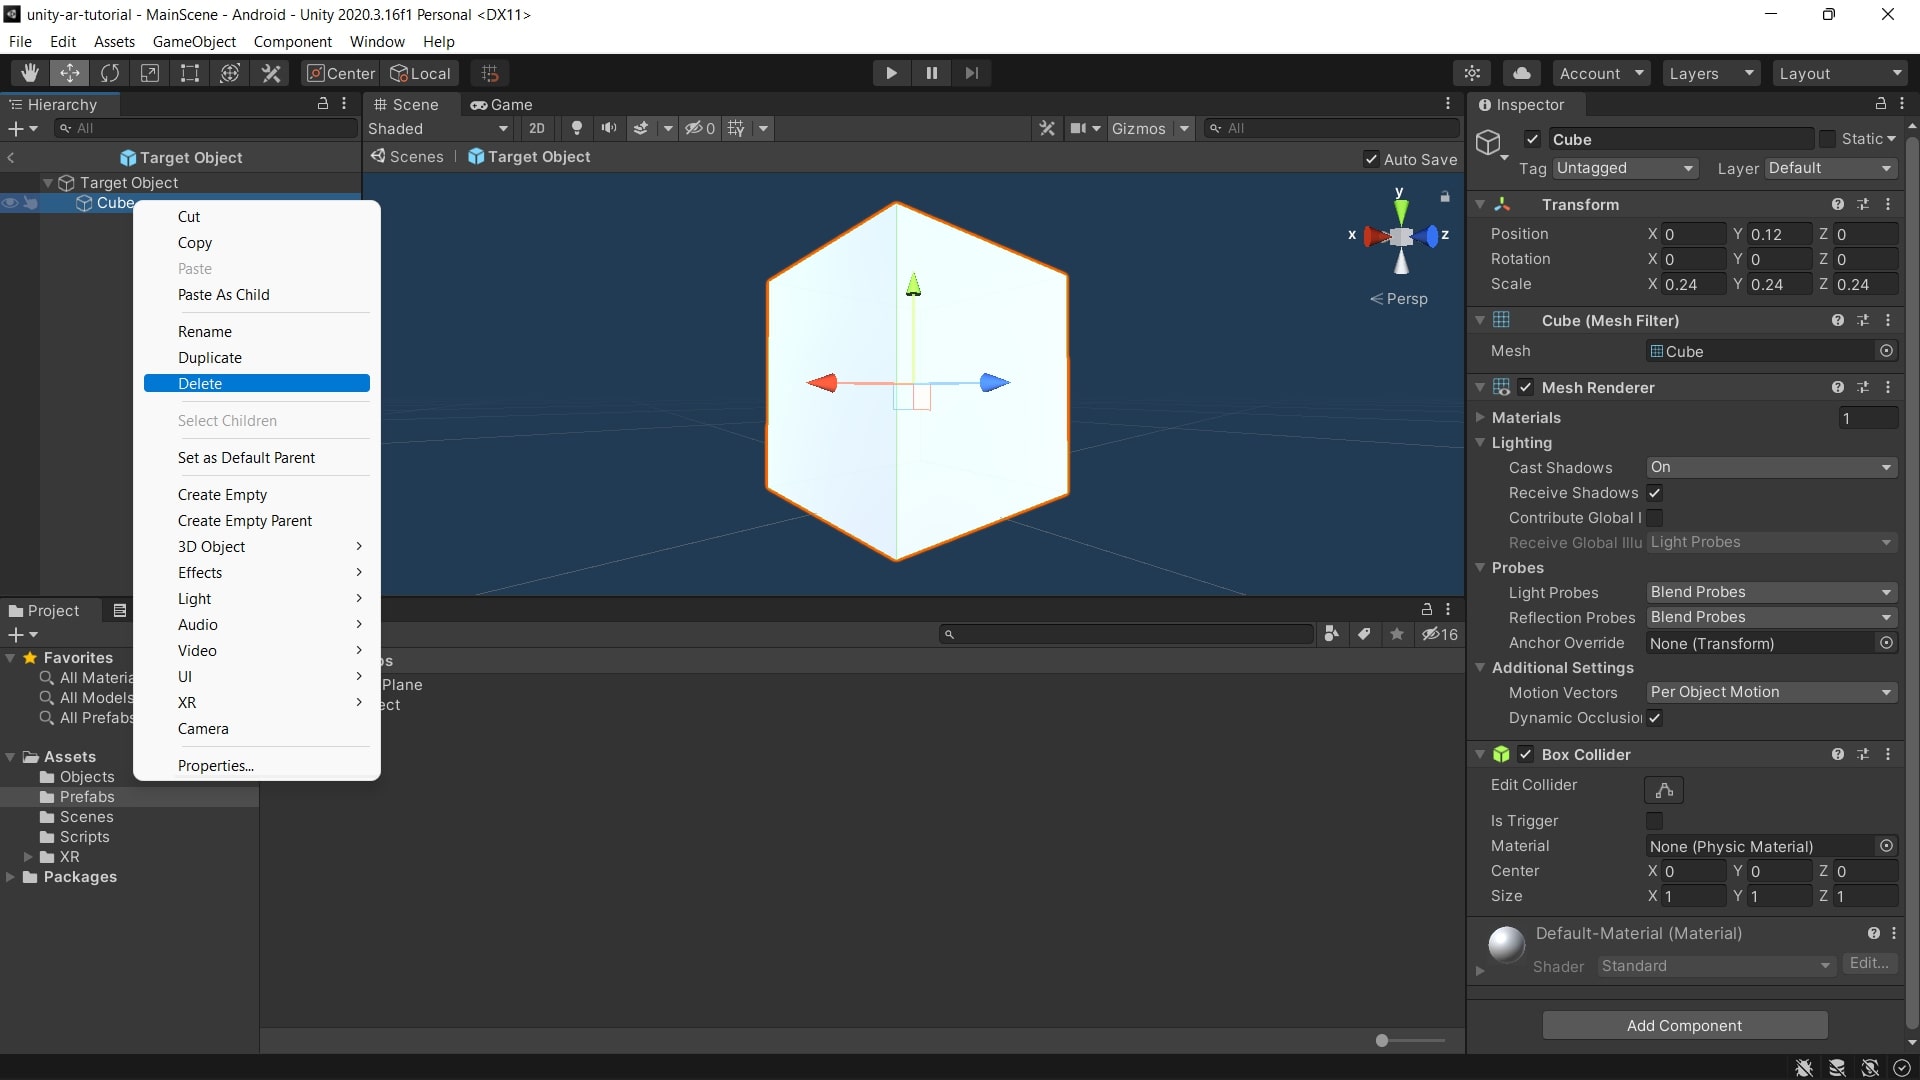 unity-ar-tutorial - MainScene - Android - Unity 2020.3.16f1 Personal <DX11>
File Edit Assets GameObject Component Window Help
Center Local Account Layers Layout
Hierarchy
All
Target Object
Target Object
Cube
Scene Game
Shaded 2D 0 Gizmos All
Scenes | Target Object Auto Save
y
x z
< Persp
Cut
Copy
Paste
Paste As Child
Rename
Duplicate
Delete
Select Children
Set as Default Parent
Create Empty
Create Empty Parent
3D Object >
Effects >
Light >
Audio >
Video >
UI >
XR >
Camera
Properties...
Project
16
Favorites
All Materia
All Models
All Prefabs
Assets
Objects
Prefabs
Scenes
Scripts
XR
Packages
bs
Plane
ect
Inspector
Cube Static
Tag Untagged Layer Default
Transform
Position X 0 Y 0.12 Z 0
Rotation X 0 Y 0 Z 0
Scale X 0.24 Y 0.24 Z 0.24
Cube (Mesh Filter)
Mesh Cube
Mesh Renderer
Materials 1
Lighting
Cast Shadows On
Receive Shadows
Contribute Global I
Receive Global Illu Light Probes
Probes
Light Probes Blend Probes
Reflection Probes Blend Probes
Anchor Override None (Transform)
Additional Settings
Motion Vectors Per Object Motion
Dynamic Occlusio
Box Collider
Edit Collider
Is Trigger
Material None (Physic Material)
Center X 0 Y 0 Z 0
Size X 1 Y 1 Z 1
Default-Material (Material)
Shader Standard Edit...
Add Component